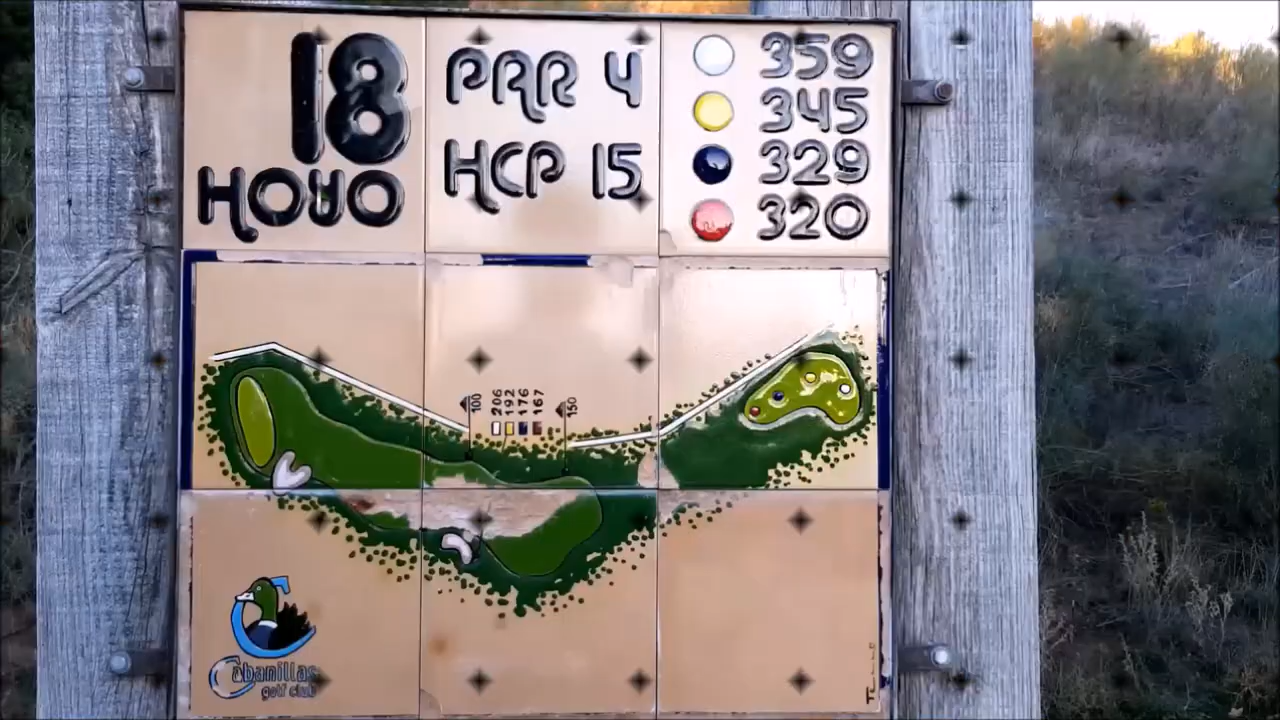 18
HOYO
PAR 4
HCP 15
359
345
329
320
100
206
192
176
167
150
Cabanillas
golf club